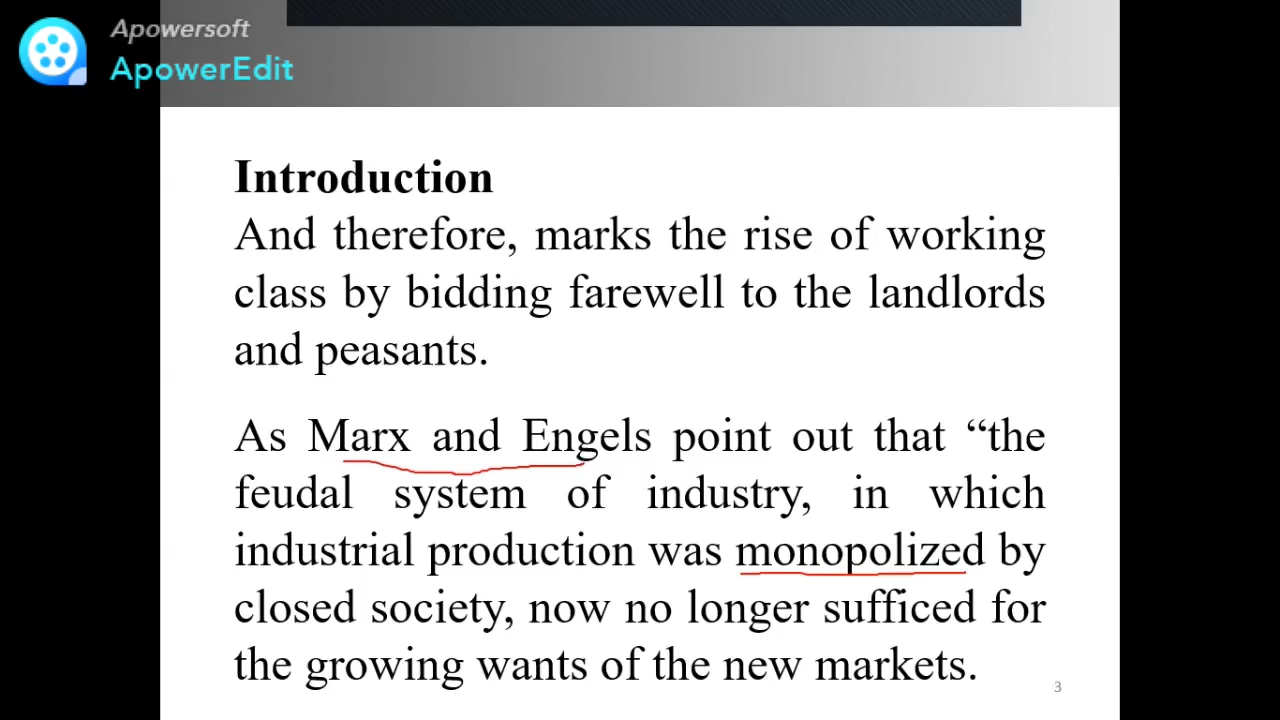 Apowersoft
ApowerEdit
Introduction
And therefore, marks the rise of working
class by bidding farewell to the landlords
and peasants.
As Marx and Engels point out that “the
feudal system of industry, in which
industrial production was monopolized by
closed society, now no longer sufficed for
the growing wants of the new markets.
3